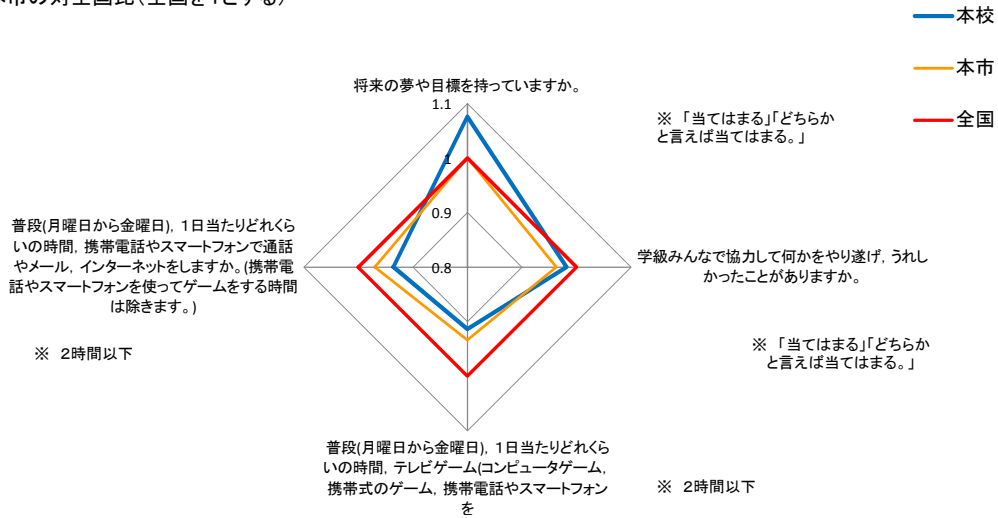 市の対全国比(全国を1とする)
本校
本市
全国
将来の夢や目標を持っていますか。
※ 「当てはまる」「どちらか
と言えば当てはまる。」
1.1
1
0.9
0.8
普段(月曜日から金曜日), 1日当たりどれくら
いの時間, 携帯電話やスマートフォンで通話
やメール, インターネットをしますか。(携帯電
話やスマートフォンを使ってゲームをする時間
は除きます。)
※ 2時間以下
学級みんなで協力して何かをやり遂げ, うれし
かったことがありますか。
※ 「当てはまる」「どちらか
と言えば当てはまる。」
普段(月曜日から金曜日), 1日当たりどれくら
いの時間, テレビゲーム(コンピュータゲーム,
携帯式のゲーム, 携帯電話やスマートフォン
を
※ 2時間以下